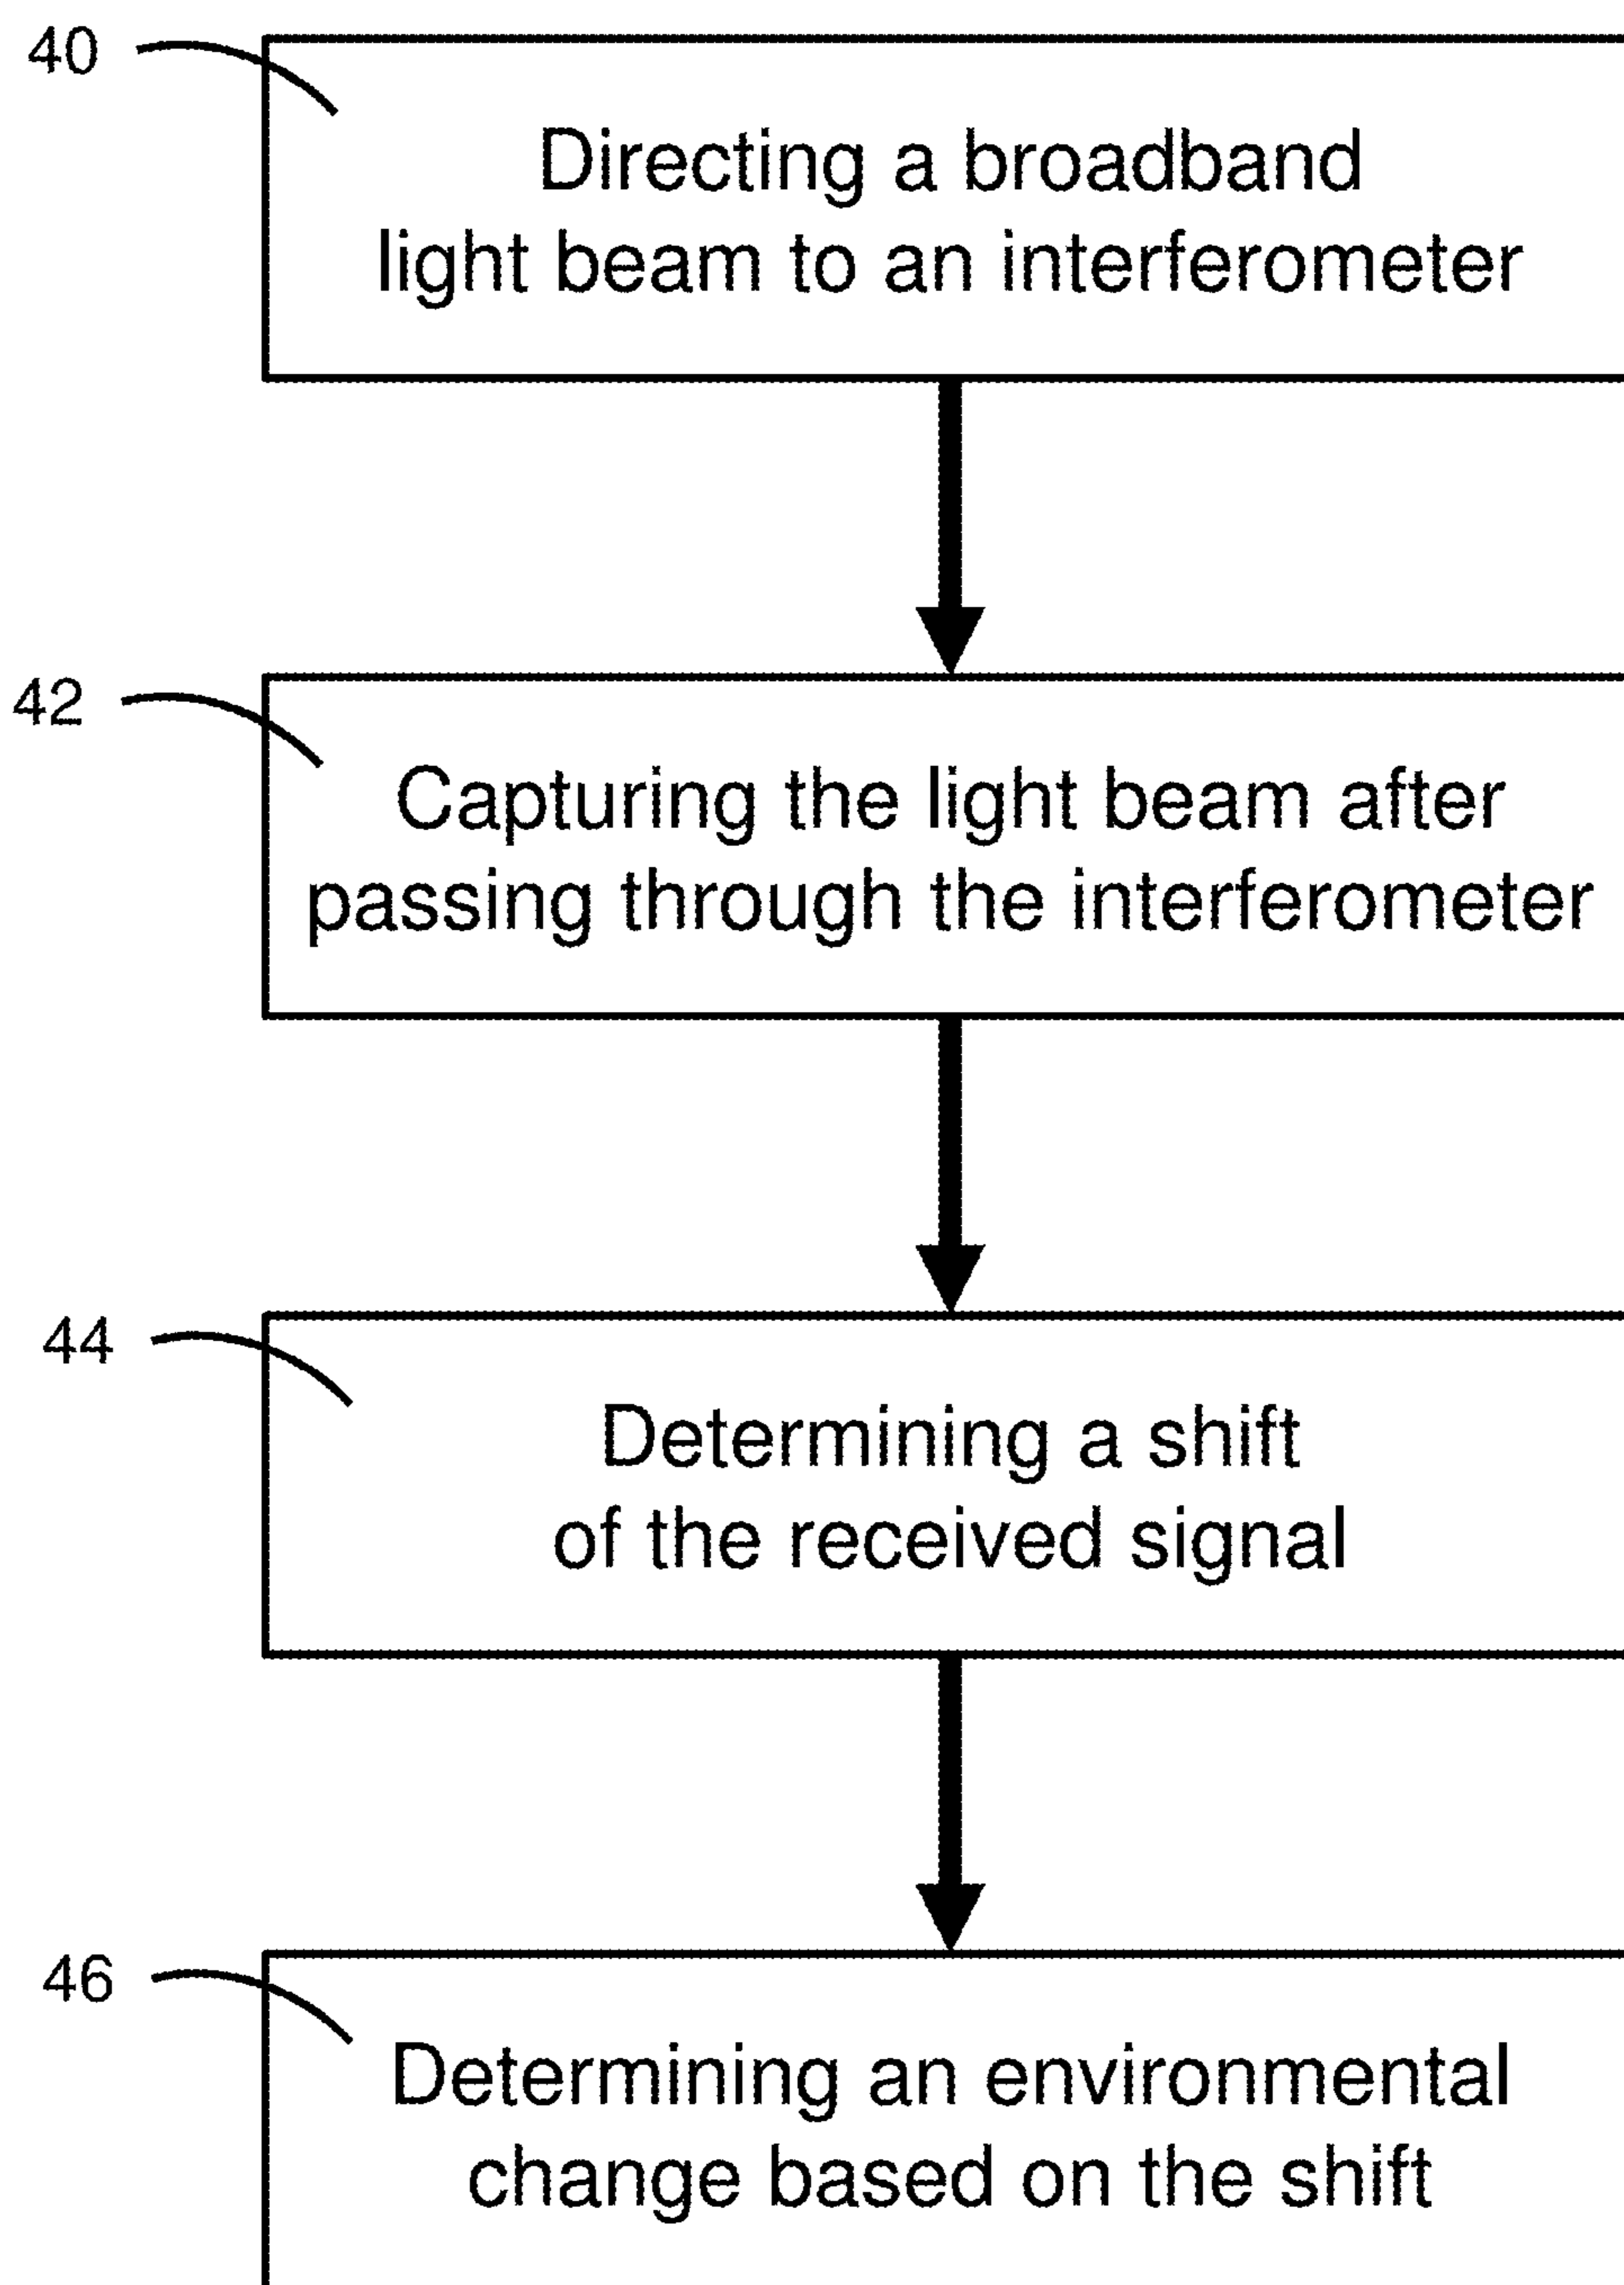 40
Directing a broadband
light beam to an interferometer
42
Capturing the light beam after
passing through the interferometer
44
Determining a shift
of the received signal
46
Determining an environmental
change based on the shift